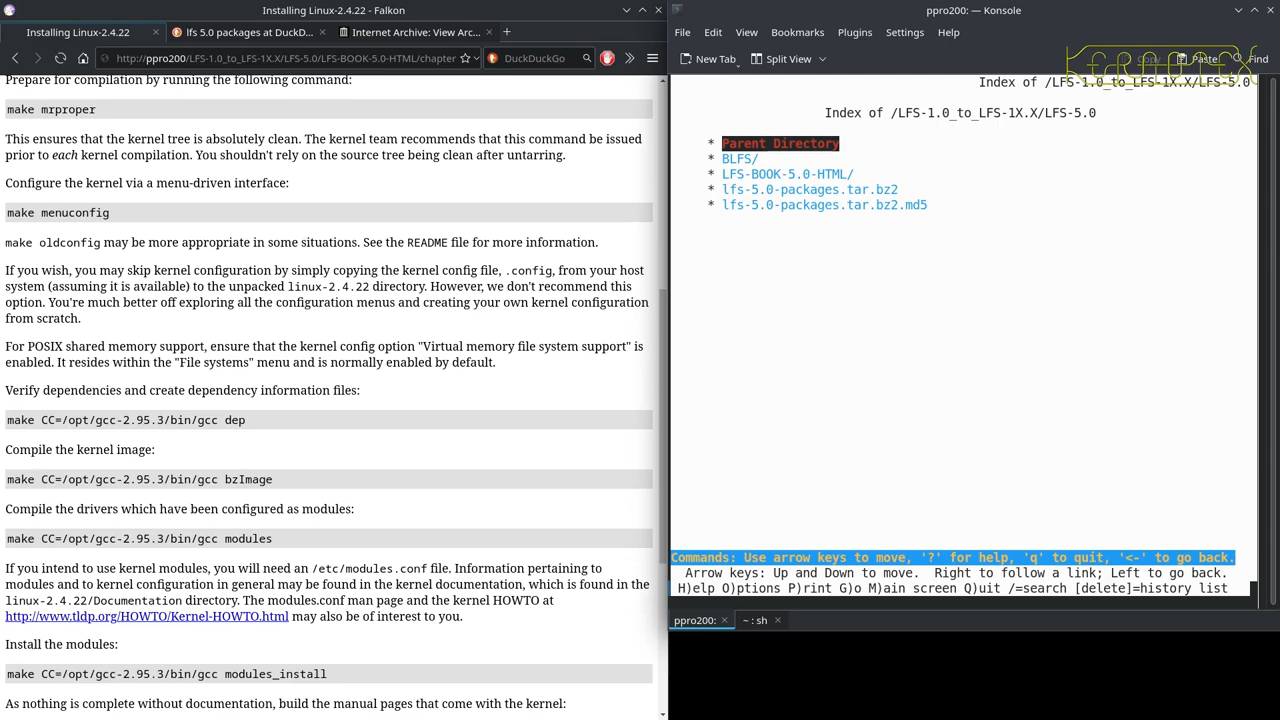 Installing Linux-2.4.22 - Falkon
Installing Linux-2.4.22
lfs 5.0 packages at DuckD...
Internet Archive: View Arc...
http://ppro200/LFS-1.0_to_LFS-1X.X/LFS-5.0/LFS-BOOK-5.0-HTML/chapter
DuckDuckGo
Prepare for compilation by running the following command:
make mrproper
This ensures that the kernel tree is absolutely clean. The kernel team recommends that this command be issued
prior to each kernel compilation. You shouldn't rely on the source tree being clean after untarring.
Configure the kernel via a menu-driven interface:
make menuconfig
make oldconfig may be more appropriate in some situations. See the README file for more information.
If you wish, you may skip kernel configuration by simply copying the kernel config file, .config, from your host
system (assuming it is available) to the unpacked linux-2.4.22 directory. However, we don't recommend this
option. You're much better off exploring all the configuration menus and creating your own kernel configuration
from scratch.
For POSIX shared memory support, ensure that the kernel config option "Virtual memory file system support" is
enabled. It resides within the "File systems" menu and is normally enabled by default.
Verify dependencies and create dependency information files:
make CC=/opt/gcc-2.95.3/bin/gcc dep
Compile the kernel image:
make CC=/opt/gcc-2.95.3/bin/gcc bzImage
Compile the drivers which have been configured as modules:
make CC=/opt/gcc-2.95.3/bin/gcc modules
If you intend to use kernel modules, you will need an /etc/modules.conf file. Information pertaining to
modules and to kernel configuration in general may be found in the kernel documentation, which is found in the
linux-2.4.22/Documentation directory. The modules.conf man page and the kernel HOWTO at
http://www.tldp.org/HOWTO/Kernel-HOWTO.html may also be of interest to you.
Install the modules:
make CC=/opt/gcc-2.95.3/bin/gcc modules_install
As nothing is complete without documentation, build the manual pages that come with the kernel:
ppro200: — Konsole
File Edit View Bookmarks Plugins Settings Help
New Tab Split View Copy Paste Find
Index of /LFS-1.0_to_LFS-1X.X/LFS-5.0
Index of /LFS-1.0_to_LFS-1X.X/LFS-5.0
* Parent Directory
* BLFS/
* LFS-BOOK-5.0-HTML/
* lfs-5.0-packages.tar.bz2
* lfs-5.0-packages.tar.bz2.md5
Commands: Use arrow keys to move, '?' for help, 'q' to quit, '<-' to go back.
Arrow keys: Up and Down to move.  Right to follow a link; Left to go back.
H)elp O)ptions P)rint G)o M)ain screen Q)uit /=search [delete]=history list
ppro200:
~ : sh